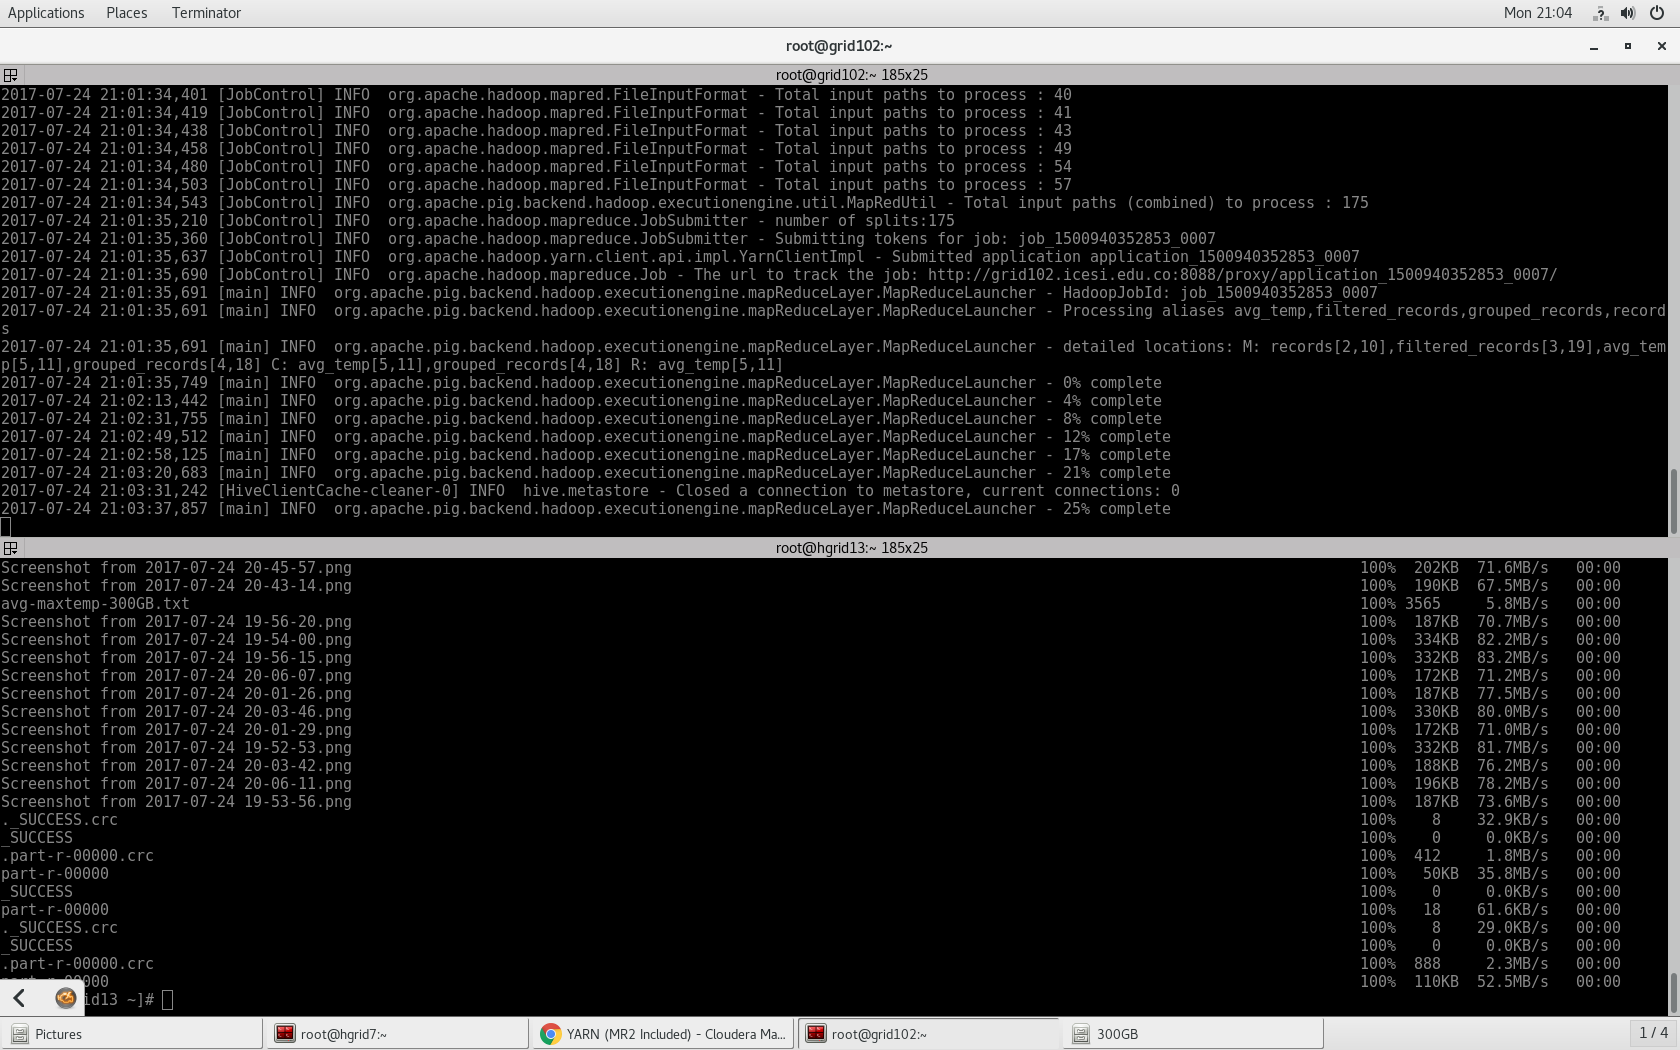 Applications Places Terminator Mon 21:04
root@grid102:~
root@grid102:~ 185x25
2017-07-24 21:01:34,401 [JobControl] INFO  org.apache.hadoop.mapred.FileInputFormat - Total input paths to process : 40
2017-07-24 21:01:34,419 [JobControl] INFO  org.apache.hadoop.mapred.FileInputFormat - Total input paths to process : 41
2017-07-24 21:01:34,438 [JobControl] INFO  org.apache.hadoop.mapred.FileInputFormat - Total input paths to process : 43
2017-07-24 21:01:34,458 [JobControl] INFO  org.apache.hadoop.mapred.FileInputFormat - Total input paths to process : 49
2017-07-24 21:01:34,480 [JobControl] INFO  org.apache.hadoop.mapred.FileInputFormat - Total input paths to process : 54
2017-07-24 21:01:34,503 [JobControl] INFO  org.apache.hadoop.mapred.FileInputFormat - Total input paths to process : 57
2017-07-24 21:01:34,543 [JobControl] INFO  org.apache.pig.backend.hadoop.executionengine.util.MapRedUtil - Total input paths (combined) to process : 175
2017-07-24 21:01:35,210 [JobControl] INFO  org.apache.hadoop.mapreduce.JobSubmitter - number of splits:175
2017-07-24 21:01:35,360 [JobControl] INFO  org.apache.hadoop.mapreduce.JobSubmitter - Submitting tokens for job: job_1500940352853_0007
2017-07-24 21:01:35,637 [JobControl] INFO  org.apache.hadoop.yarn.client.api.impl.YarnClientImpl - Submitted application application_1500940352853_0007
2017-07-24 21:01:35,690 [JobControl] INFO  org.apache.hadoop.mapreduce.Job - The url to track the job: http://grid102.icesi.edu.co:8088/proxy/application_1500940352853_0007/
2017-07-24 21:01:35,691 [main] INFO  org.apache.pig.backend.hadoop.executionengine.mapReduceLayer.MapReduceLauncher - HadoopJobId: job_1500940352853_0007
2017-07-24 21:01:35,691 [main] INFO  org.apache.pig.backend.hadoop.executionengine.mapReduceLayer.MapReduceLauncher - Processing aliases avg_temp,filtered_records,grouped_records,record
s
2017-07-24 21:01:35,691 [main] INFO  org.apache.pig.backend.hadoop.executionengine.mapReduceLayer.MapReduceLauncher - detailed locations: M: records[2,10],filtered_records[3,19],avg_tem
p[5,11],grouped_records[4,18] C: avg_temp[5,11],grouped_records[4,18] R: avg_temp[5,11]
2017-07-24 21:01:35,749 [main] INFO  org.apache.pig.backend.hadoop.executionengine.mapReduceLayer.MapReduceLauncher - 0% complete
2017-07-24 21:02:13,442 [main] INFO  org.apache.pig.backend.hadoop.executionengine.mapReduceLayer.MapReduceLauncher - 4% complete
2017-07-24 21:02:31,755 [main] INFO  org.apache.pig.backend.hadoop.executionengine.mapReduceLayer.MapReduceLauncher - 8% complete
2017-07-24 21:02:49,512 [main] INFO  org.apache.pig.backend.hadoop.executionengine.mapReduceLayer.MapReduceLauncher - 12% complete
2017-07-24 21:02:58,125 [main] INFO  org.apache.pig.backend.hadoop.executionengine.mapReduceLayer.MapReduceLauncher - 17% complete
2017-07-24 21:03:20,683 [main] INFO  org.apache.pig.backend.hadoop.executionengine.mapReduceLayer.MapReduceLauncher - 21% complete
2017-07-24 21:03:31,242 [HiveClientCache-cleaner-0] INFO  hive.metastore - Closed a connection to metastore, current connections: 0
2017-07-24 21:03:37,857 [main] INFO  org.apache.pig.backend.hadoop.executionengine.mapReduceLayer.MapReduceLauncher - 25% complete
root@hgrid13:~ 185x25
Screenshot from 2017-07-24 20-45-57.png 100% 202KB 71.6MB/s 00:00
Screenshot from 2017-07-24 20-43-14.png 100% 190KB 67.5MB/s 00:00
avg-maxtemp-300GB.txt 100% 3565 5.8MB/s 00:00
Screenshot from 2017-07-24 19-56-20.png 100% 187KB 70.7MB/s 00:00
Screenshot from 2017-07-24 19-54-00.png 100% 334KB 82.2MB/s 00:00
Screenshot from 2017-07-24 19-56-15.png 100% 332KB 83.2MB/s 00:00
Screenshot from 2017-07-24 20-06-07.png 100% 172KB 71.2MB/s 00:00
Screenshot from 2017-07-24 20-01-26.png 100% 187KB 77.5MB/s 00:00
Screenshot from 2017-07-24 20-03-46.png 100% 330KB 80.0MB/s 00:00
Screenshot from 2017-07-24 20-01-29.png 100% 172KB 71.0MB/s 00:00
Screenshot from 2017-07-24 19-52-53.png 100% 332KB 81.7MB/s 00:00
Screenshot from 2017-07-24 20-03-42.png 100% 188KB 76.2MB/s 00:00
Screenshot from 2017-07-24 20-06-11.png 100% 196KB 78.2MB/s 00:00
Screenshot from 2017-07-24 19-53-56.png 100% 187KB 73.6MB/s 00:00
._SUCCESS.crc 100% 8 32.9KB/s 00:00
_SUCCESS 100% 0 0.0KB/s 00:00
.part-r-00000.crc 100% 412 1.8MB/s 00:00
part-r-00000 100% 50KB 35.8MB/s 00:00
_SUCCESS 100% 0 0.0KB/s 00:00
part-r-00000 100% 18 61.6KB/s 00:00
._SUCCESS.crc 100% 8 29.0KB/s 00:00
_SUCCESS 100% 0 0.0KB/s 00:00
.part-r-00000.crc 100% 888 2.3MB/s 00:00
part-r-00000 100% 110KB 52.5MB/s 00:00
id13 ~]#
Pictures root@hgrid7:~ YARN (MR2 Included) - Cloudera Ma... root@grid102:~ 300GB 1 / 4